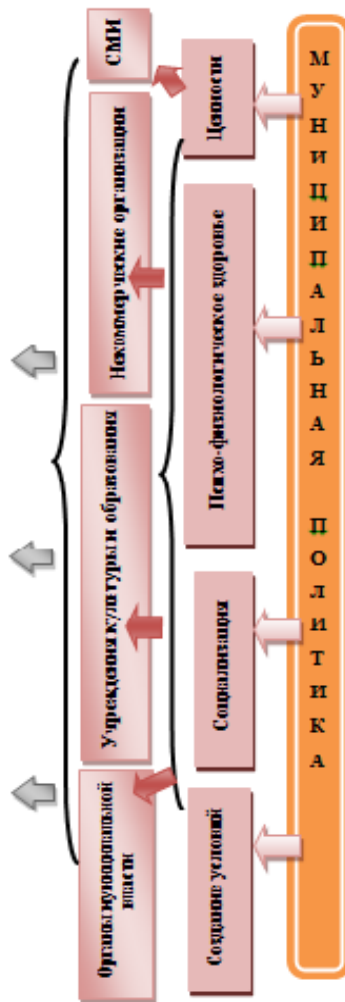 Органы муниципальной
власти
Учреждения культуры и образования
Некоммерческие организации
СМИ
Создание условий
Социализация
Психо-физиологическое здоровье
Ценности
МУНИЦИПАЛЬНАЯ ПОЛИТИКА